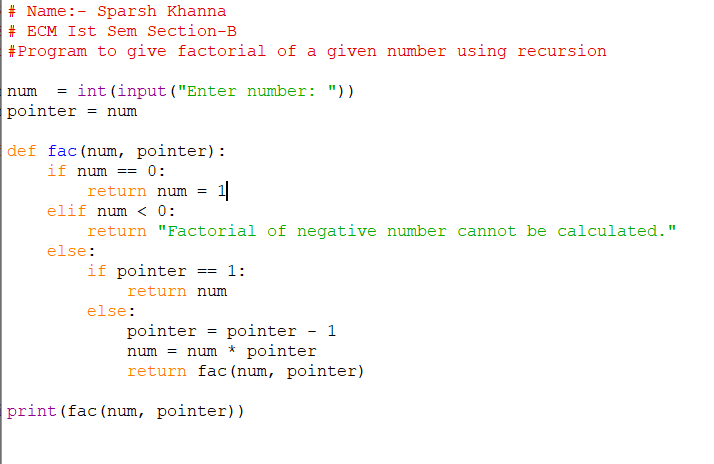 # Name:- Sparsh Khanna
# ECM Ist Sem Section-B
#Program to give factorial of a given number using recursion

num  = int(input("Enter number: "))
pointer = num

def fac(num, pointer):
    if num == 0:
        return num = 1
    elif num < 0:
        return "Factorial of negative number cannot be calculated."
    else:
        if pointer == 1:
            return num
        else:
            pointer = pointer - 1
            num = num * pointer
            return fac(num, pointer)

print(fac(num, pointer))